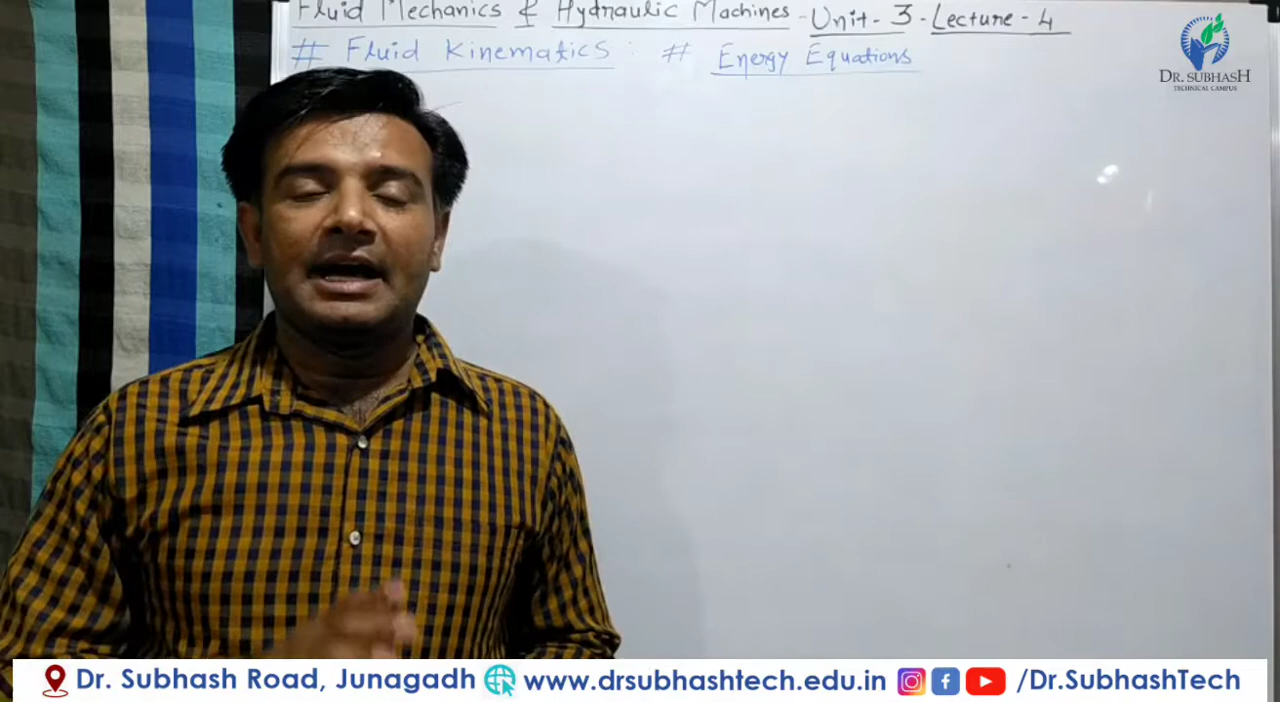 Fluid Mechanics & Hydraulic Machines - Unit - 3 - Lecture - 4
# Fluid Kinematics : # Energy Equations
DR. SUBHASH
TECHNICAL CAMPUS
Dr. Subhash Road, Junagadh www.drsubhashtech.edu.in /Dr.SubhashTech